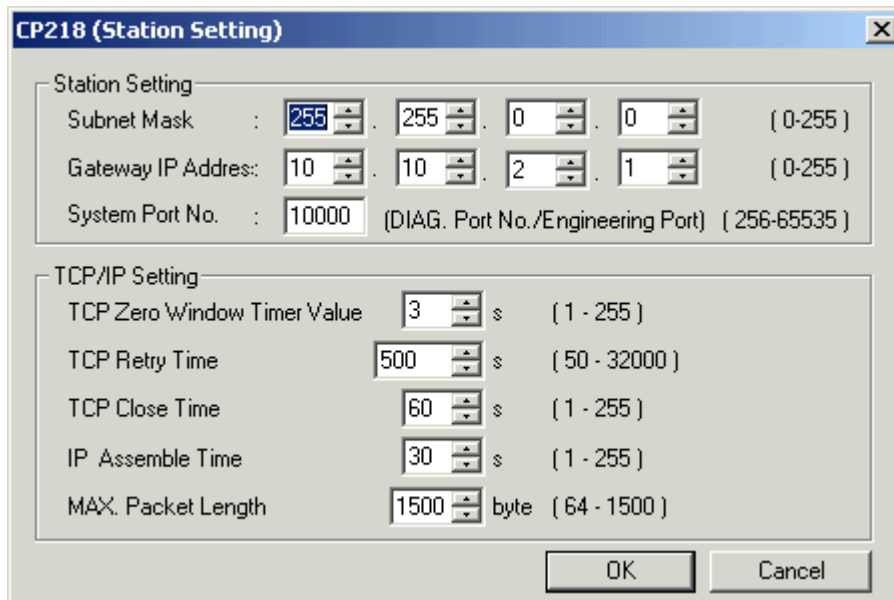 CP218 (Station Setting)
Station Setting
Subnet Mask : 255 . 255 . 0 . 0 ( 0-255 )
Gateway IP Addres: 10 . 10 . 2 . 1 ( 0-255 )
System Port No. : 10000 (DIAG. Port No./Engineering Port) ( 256-65535 )
TCP/IP Setting
TCP Zero Window Timer Value 3 s ( 1 - 255 )
TCP Retry Time 500 s ( 50 - 32000 )
TCP Close Time 60 s ( 1 - 255 )
IP Assemble Time 30 s ( 1 - 255 )
MAX. Packet Length 1500 byte ( 64 - 1500 )
OK Cancel